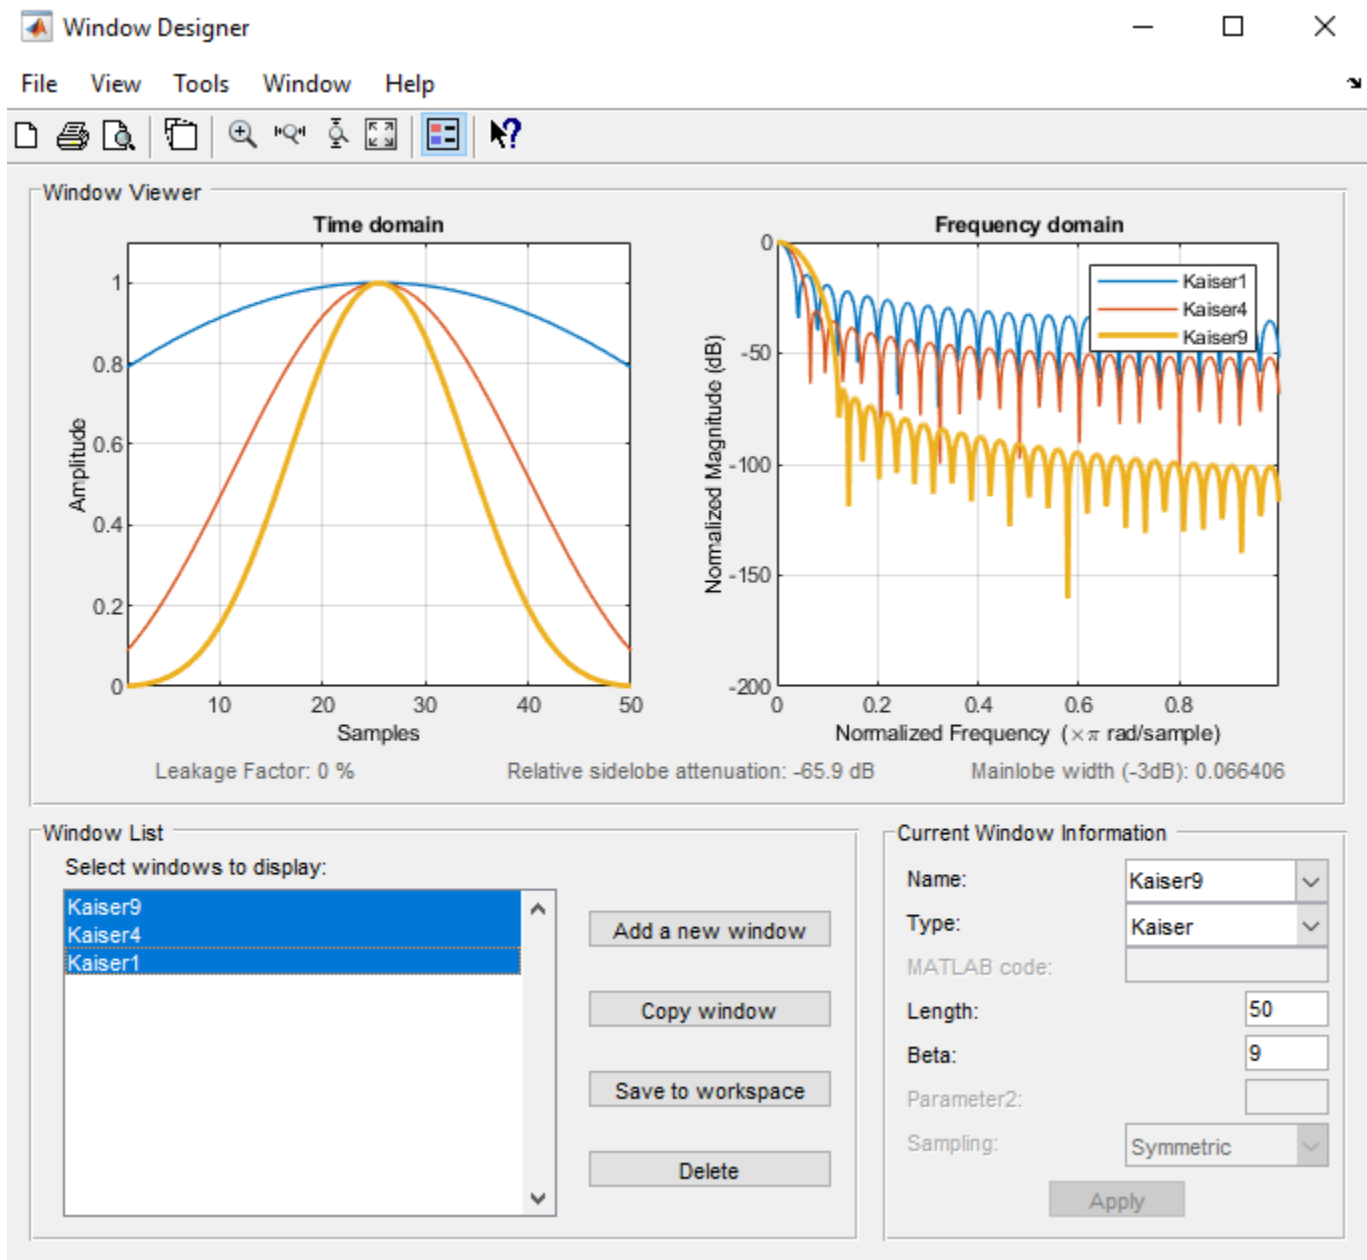 Window Designer
File View Tools Window Help
Window Viewer
Time domain
1
0.8
0.6
0.4
0.2
0
Amplitude
10 20 30 40 50
Samples
Frequency domain
0
-50
-100
-150
-200
Normalized Magnitude (dB)
Kaiser1
Kaiser4
Kaiser9
0 0.2 0.4 0.6 0.8
Normalized Frequency (×π rad/sample)
Leakage Factor: 0 % Relative sidelobe attenuation: -65.9 dB Mainlobe width (-3dB): 0.066406
Window List
Select windows to display:
Kaiser9
Kaiser4
Kaiser1
Add a new window
Copy window
Save to workspace
Delete
Current Window Information
Name: Kaiser9
Type: Kaiser
MATLAB code:
Length: 50
Beta: 9
Parameter2:
Sampling: Symmetric
Apply